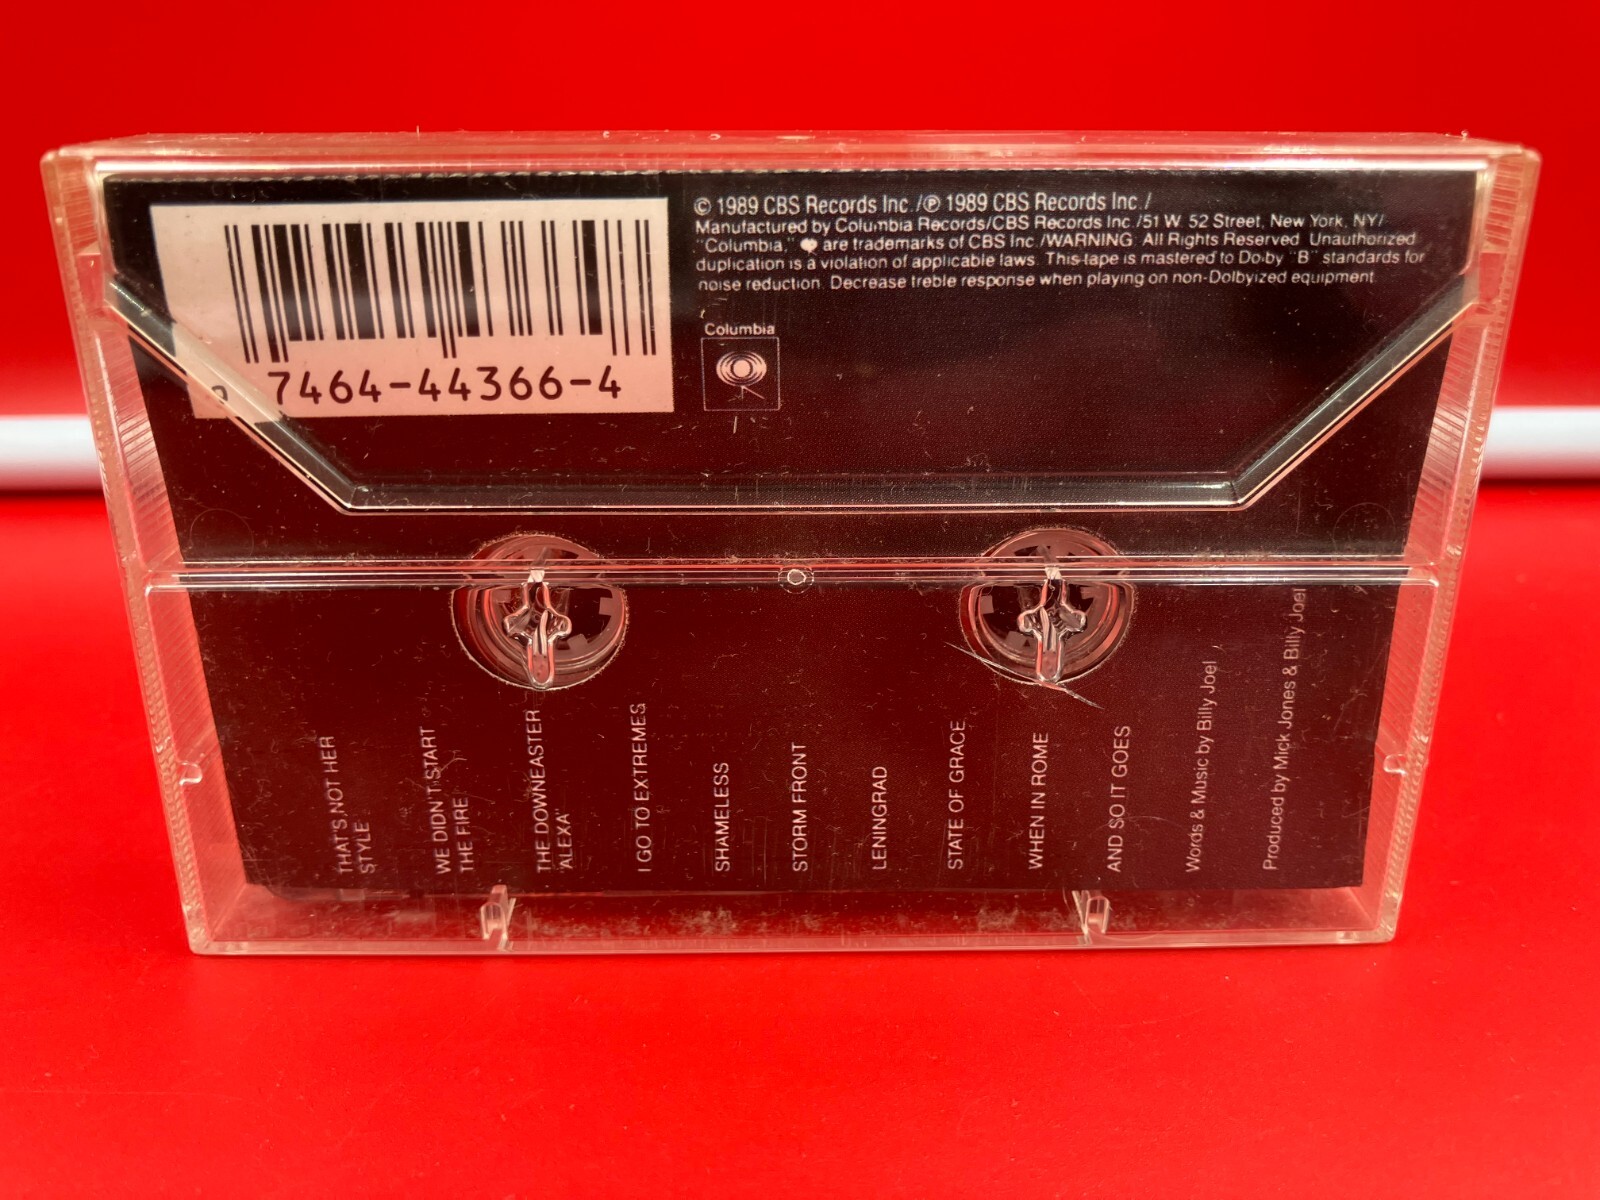 © 1989 CBS Records Inc./℗ 1989 CBS Records Inc./
Manufactured by Columbia Records/CBS Records Inc./51 W. 52 Street, New York, NY/
"Columbia," are trademarks of CBS Inc./WARNING: All Rights Reserved. Unauthorized
duplication is a violation of applicable laws. This tape is mastered to Dolby "B" standards for
noise reduction. Decrease treble response when playing on non-Dolbyized equipment.
7464-44366-4
Columbia
THAT'S NOT HER
STYLE
WE DIDN'T START
THE FIRE
THE DOWNEASTER
"ALEXA"
I GO TO EXTREMES
SHAMELESS
STORM FRONT
LENINGRAD
STATE OF GRACE
WHEN IN ROME
AND SO IT GOES
Words & Music by Billy Joel
Produced by Mick Jones & Billy Joel